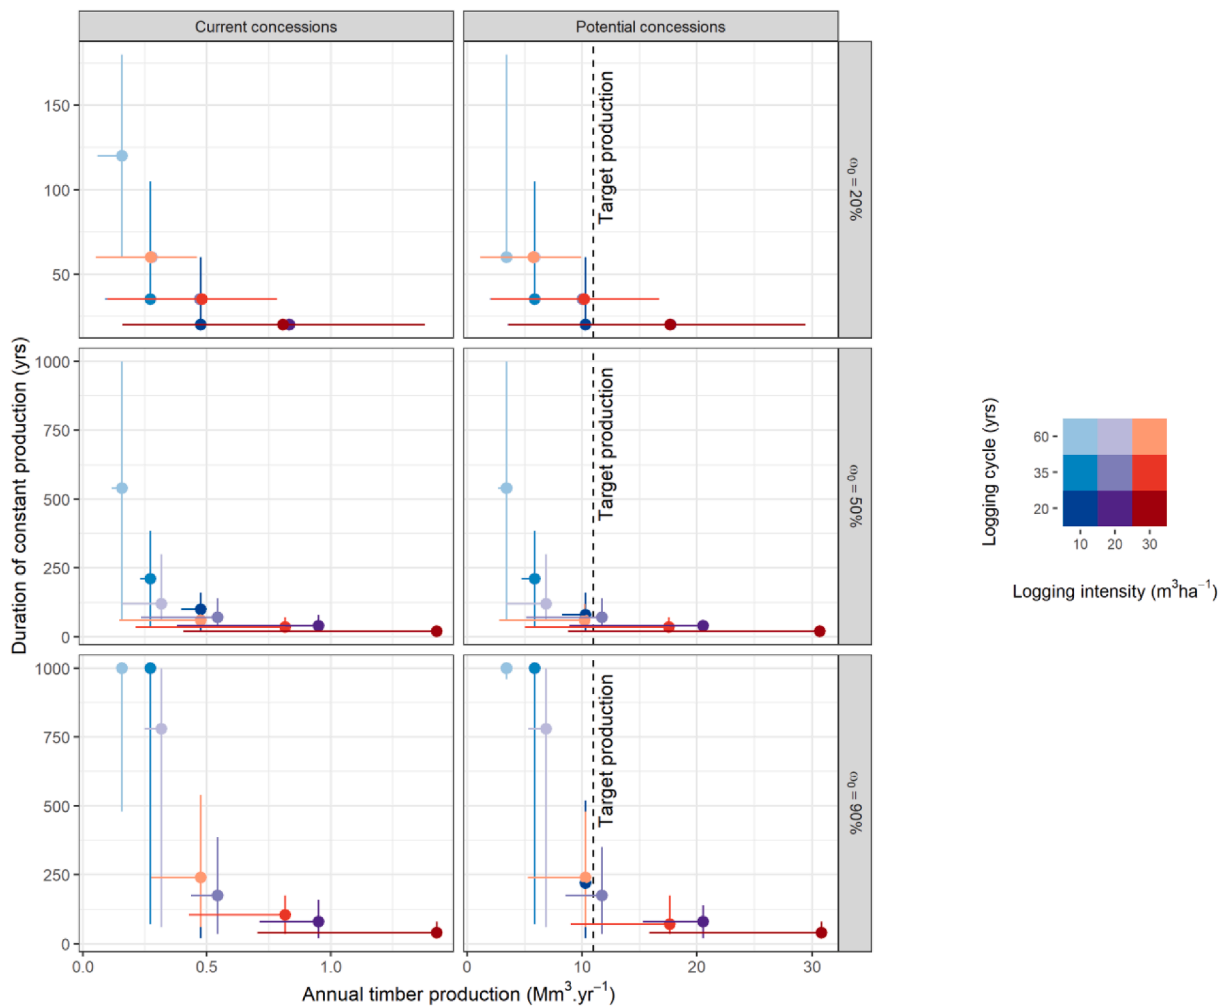 Current concessions
Potential concessions
Duration of constant production (yrs)
150
100
50
Target production
ω₀ = 20%
1000
750
500
250
0
Target production
ω₀ = 50%
1000
750
500
250
0
Target production
ω₀ = 90%
0.0
0.5
1.0
0
10
20
30
Annual timber production (Mm³.yr⁻¹)
Logging cycle (yrs)
60
35
20
10
20
30
Logging intensity (m³ha⁻¹)